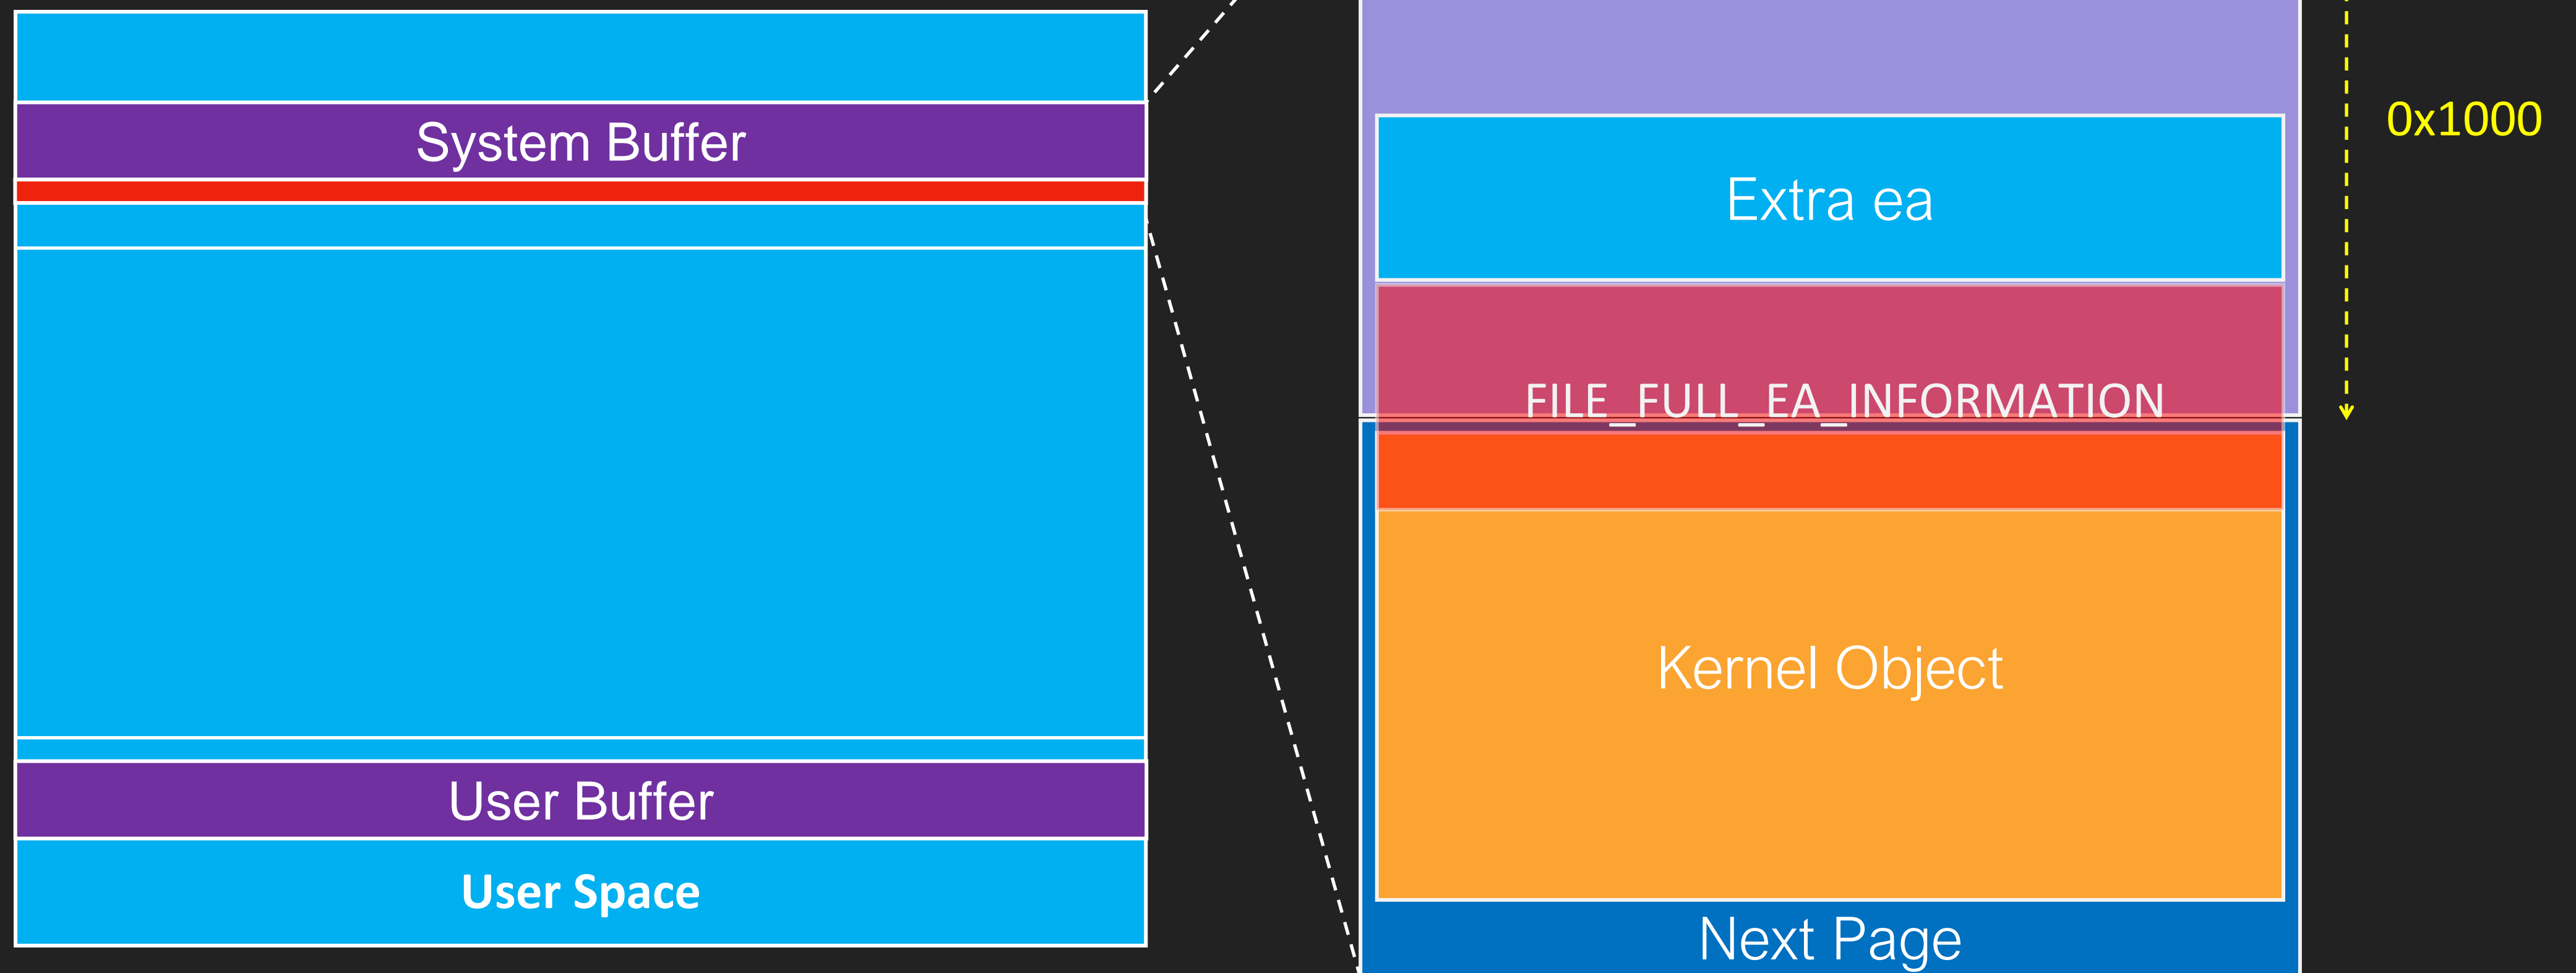 System Buffer
User Buffer
User Space
0x1000
Extra ea
FILE_FULL_EA_INFORMATION
Kernel Object
Next Page